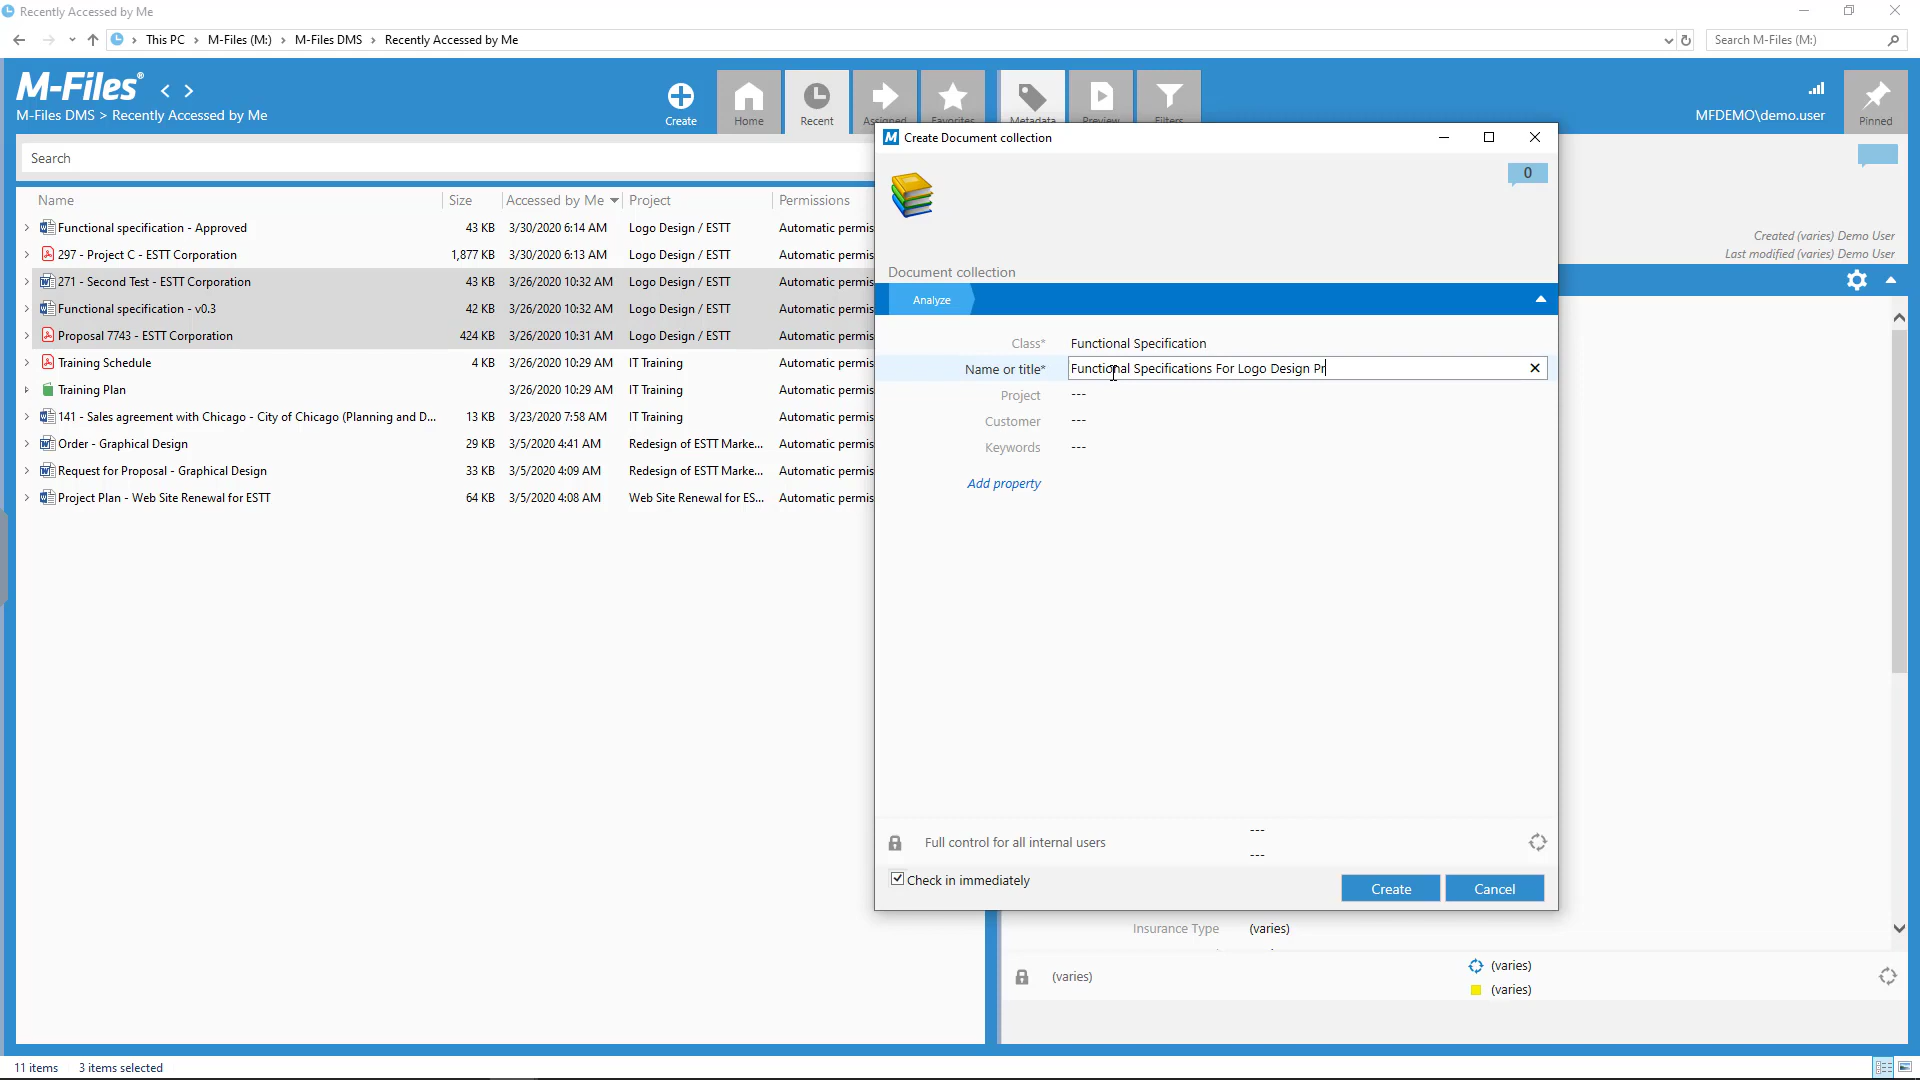 Recently Accessed by Me
This PC > M-Files (M:) > M-Files DMS > Recently Accessed by Me
Search M-Files (M:)
M-Files®
M-Files DMS > Recently Accessed by Me
Create
Home
Recent
Assigned
Favorites
Metadata
Preview
Filters
MFDEMO\demo.user
Pinned
Search
Name Size Accessed by Me Project Permissions
Functional specification - Approved 43 KB 3/30/2020 6:14 AM Logo Design / ESTT Automatic permis
297 - Project C - ESTT Corporation 1,877 KB 3/30/2020 6:13 AM Logo Design / ESTT Automatic permis
271 - Second Test - ESTT Corporation 43 KB 3/26/2020 10:32 AM Logo Design / ESTT Automatic permis
Functional specification - v0.3 42 KB 3/26/2020 10:32 AM Logo Design / ESTT Automatic permis
Proposal 7743 - ESTT Corporation 424 KB 3/26/2020 10:31 AM Logo Design / ESTT Automatic permis
Training Schedule 4 KB 3/26/2020 10:29 AM IT Training Automatic permis
Training Plan 3/26/2020 10:29 AM IT Training Automatic permis
141 - Sales agreement with Chicago - City of Chicago (Planning and D... 13 KB 3/23/2020 7:58 AM IT Training Automatic permis
Order - Graphical Design 29 KB 3/5/2020 4:41 AM Redesign of ESTT Marke... Automatic permis
Request for Proposal - Graphical Design 33 KB 3/5/2020 4:09 AM Redesign of ESTT Marke... Automatic permis
Project Plan - Web Site Renewal for ESTT 64 KB 3/5/2020 4:08 AM Web Site Renewal for ES... Automatic permis
Create Document collection
0
Document collection
Analyze
Class* Functional Specification
Name or title* Functional Specifications For Logo Design Pr
Project ---
Customer ---
Keywords ---
Add property
Full control for all internal users
---
---
Check in immediately
Create
Cancel
Created (varies) Demo User
Last modified (varies) Demo User
Insurance Type (varies)
(varies)
(varies)
(varies)
11 items 3 items selected